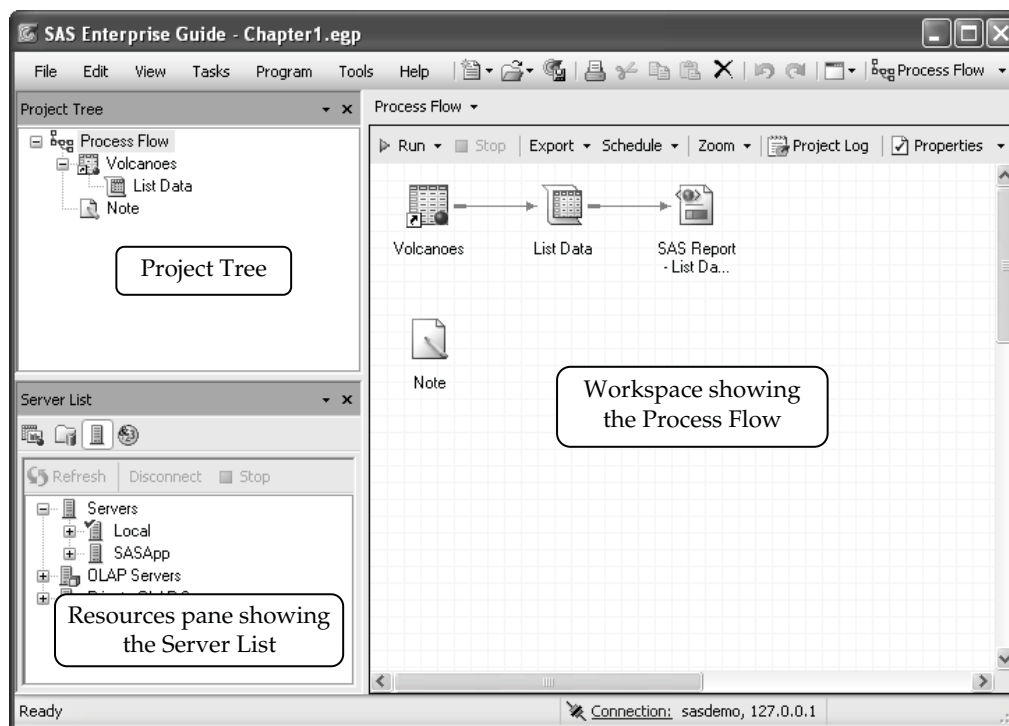 SAS Enterprise Guide - Chapter1.egp
File Edit View Tasks Program Tools Help Process Flow
Project Tree
Process Flow
Volcanoes
List Data
Note
Project Tree
Process Flow
Run Stop Export Schedule Zoom Project Log Properties
Volcanoes
List Data
SAS Report
- List Da...
Note
Workspace showing
the Process Flow
Server List
Refresh Disconnect Stop
Servers
Local
SASApp
OLAP Servers
Resources pane showing
the Server List
Ready
Connection: sasdemo, 127.0.0.1